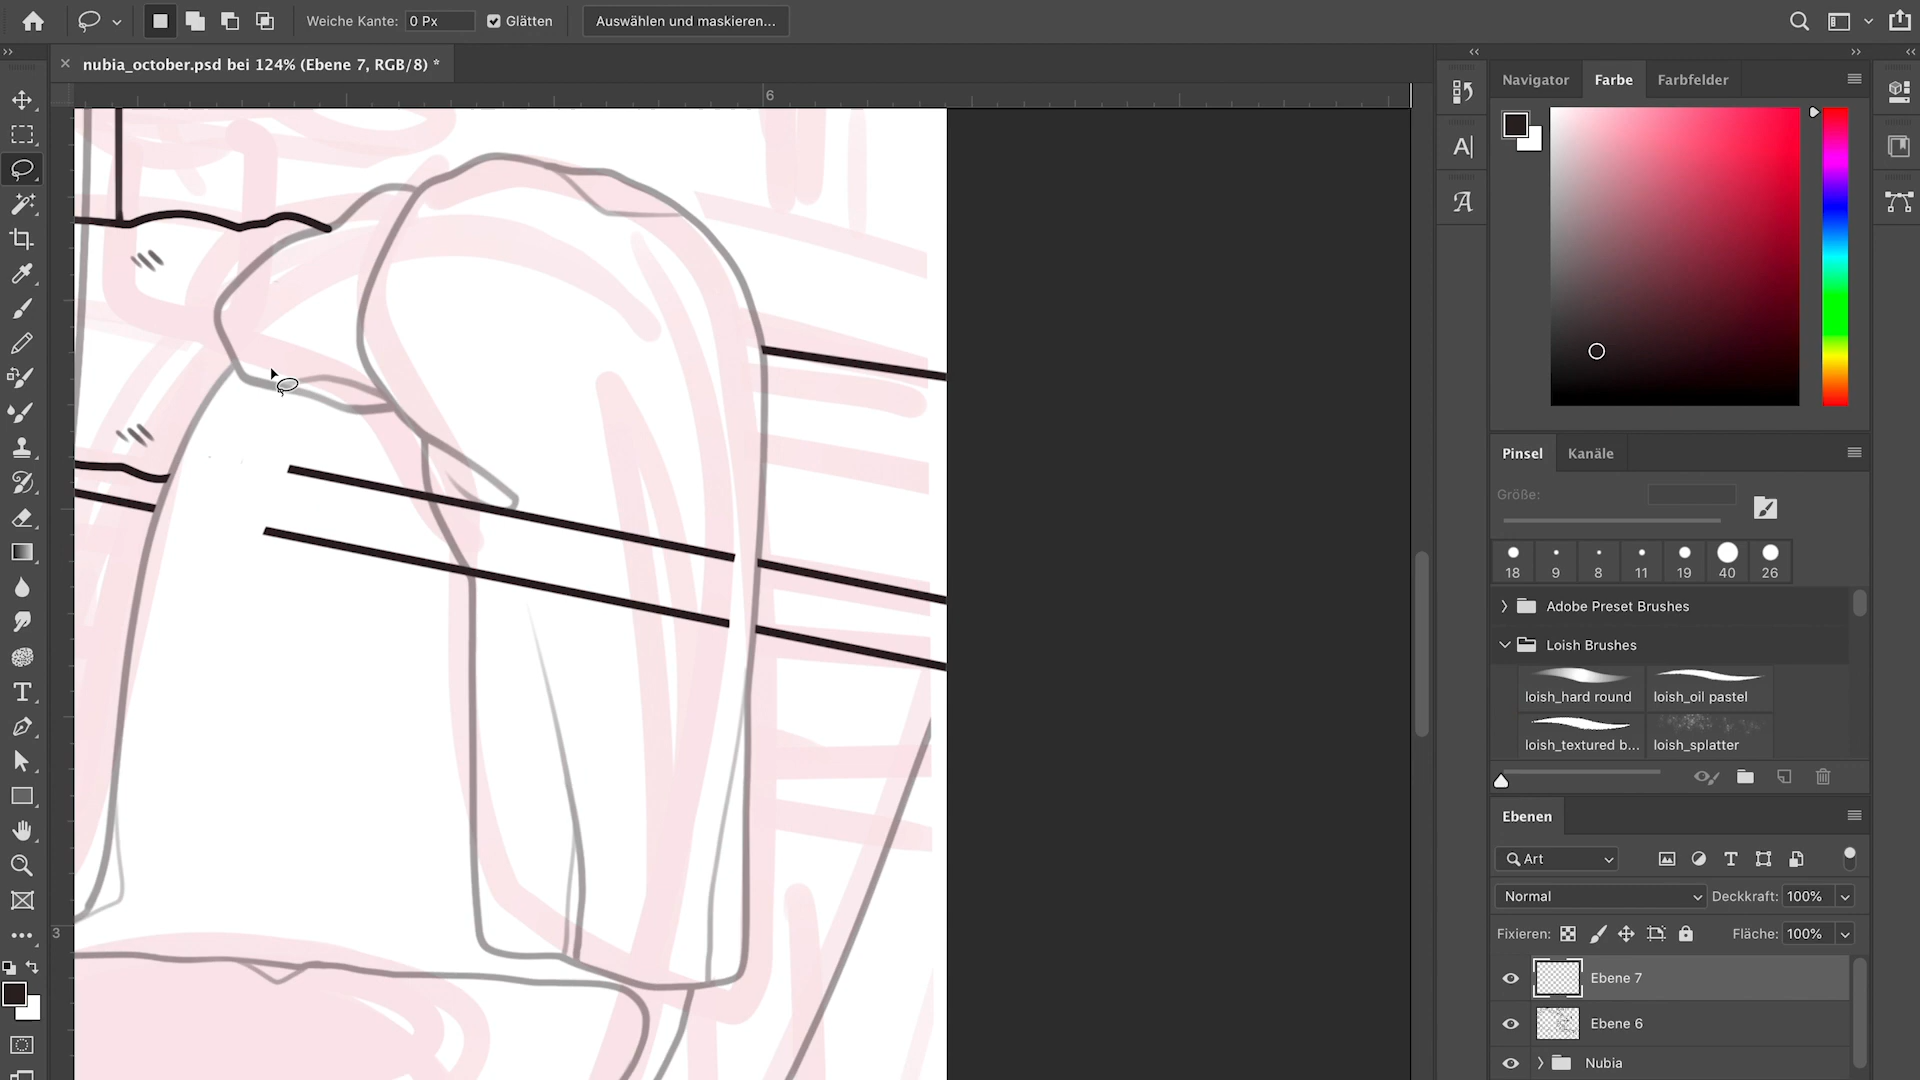 Weiche Kante: 0 Px
Glätten
Auswählen und maskieren...
nubia_october.psd bei 124% (Ebene 7, RGB/8) *
6
3
Navigator
Farbe
Farbfelder
Pinsel
Kanäle
Größe:
18
9
8
11
19
40
26
Adobe Preset Brushes
Loish Brushes
loish_hard round
loish_oil pastel
loish_textured b...
loish_splatter
Ebenen
Art
Normal
Deckkraft: 100%
Fixieren:
Fläche: 100%
Ebene 7
Ebene 6
Nubia